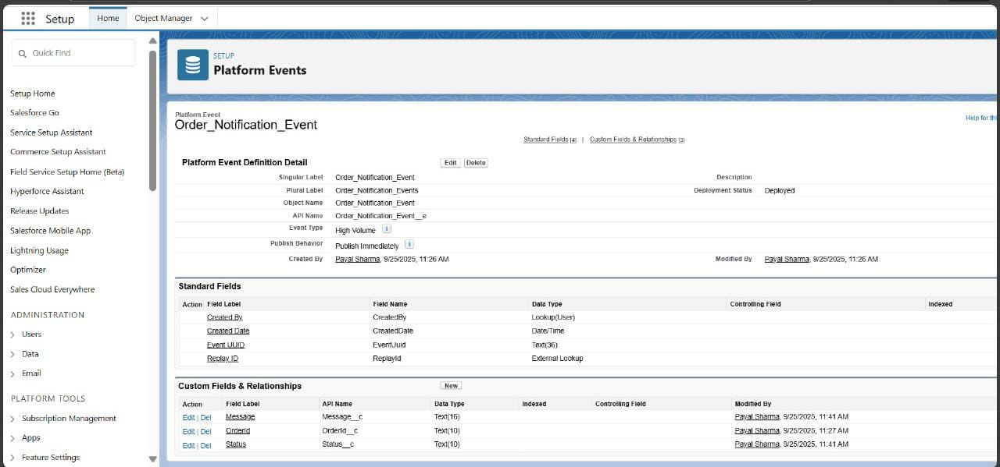 Setup Home Object Manager
Quick Find
Setup Home
Salesforce Go
Service Setup Assistant
Commerce Setup Assistant
Field Service Setup Home (Beta)
Hyperforce Assistant
Release Updates
Salesforce Mobile App
Lightning Usage
Optimizer
Sales Cloud Everywhere
ADMINISTRATION
Users
Data
Email
PLATFORM TOOLS
Subscription Management
Apps
Feature Settings
SETUP
Platform Events
Platform Event
Order_Notification_Event
Help for thi
Standard Fields [4] | Custom Fields & Relationships [3]
Platform Event Definition Detail Edit Delete
Singular Label Order_Notification_Event Description
Plural Label Order_Notification_Events Deployment Status Deployed
Object Name Order_Notification_Event
API Name Order_Notification_Event__e
Event Type High Volume i
Publish Behavior Publish Immediately i
Created By Payal Sharma, 9/25/2025, 11:26 AM Modified By Payal Sharma, 9/25/2025, 11:26 AM
Standard Fields
Action Field Label Field Name Data Type Controlling Field Indexed
Created By CreatedBy Lookup(User)
Created Date CreatedDate Date/Time
Event UUID EventUuid Text(36)
Replay ID ReplayId External Lookup
Custom Fields & Relationships New
Action Field Label API Name Data Type Indexed Controlling Field Modified By
Edit | Del Message Message__c Text(16) Payal Sharma, 9/25/2025, 11:41 AM
Edit | Del OrderId OrderId__c Text(10) Payal Sharma, 9/25/2025, 11:27 AM
Edit | Del Status Status__c Text(10) Payal Sharma, 9/25/2025, 11:41 AM